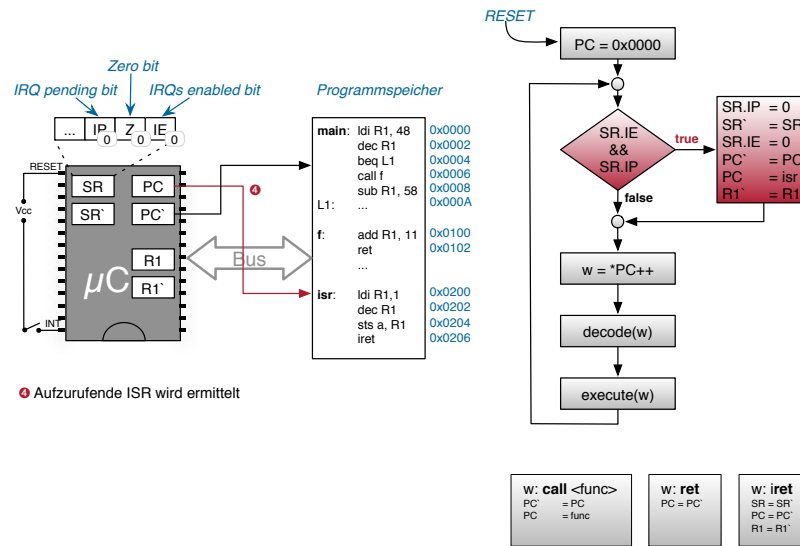 RESET
PC = 0x0000
Zero bit
IRQ pending bit
IRQs enabled bit
Programmspeicher
... IP Z IE
0 0 0
main: ldi R1, 48 0x0000
dec R1 0x0002
beq L1 0x0004
call f 0x0006
sub R1, 58 0x0008
L1: ... 0x000A
f: add R1, 11 0x0100
ret 0x0102
...
isr: ldi R1,1 0x0200
dec R1 0x0202
sts a, R1 0x0204
iret 0x0206
RESET
Vcc
INT
SR PC
SR` PC`
R1
R1`
µC
Bus
4
SR.IE
&&
SR.IP
true
false
SR.IP = 0
SR` = SR
SR.IE = 0
PC` = PC
PC = isr
R1` = R1
w = *PC++
decode(w)
execute(w)
4 Aufzurufende ISR wird ermittelt
w: call <func>
PC` = PC
PC = func
w: ret
PC = PC`
w: iret
SR = SR`
PC = PC`
R1 = R1`